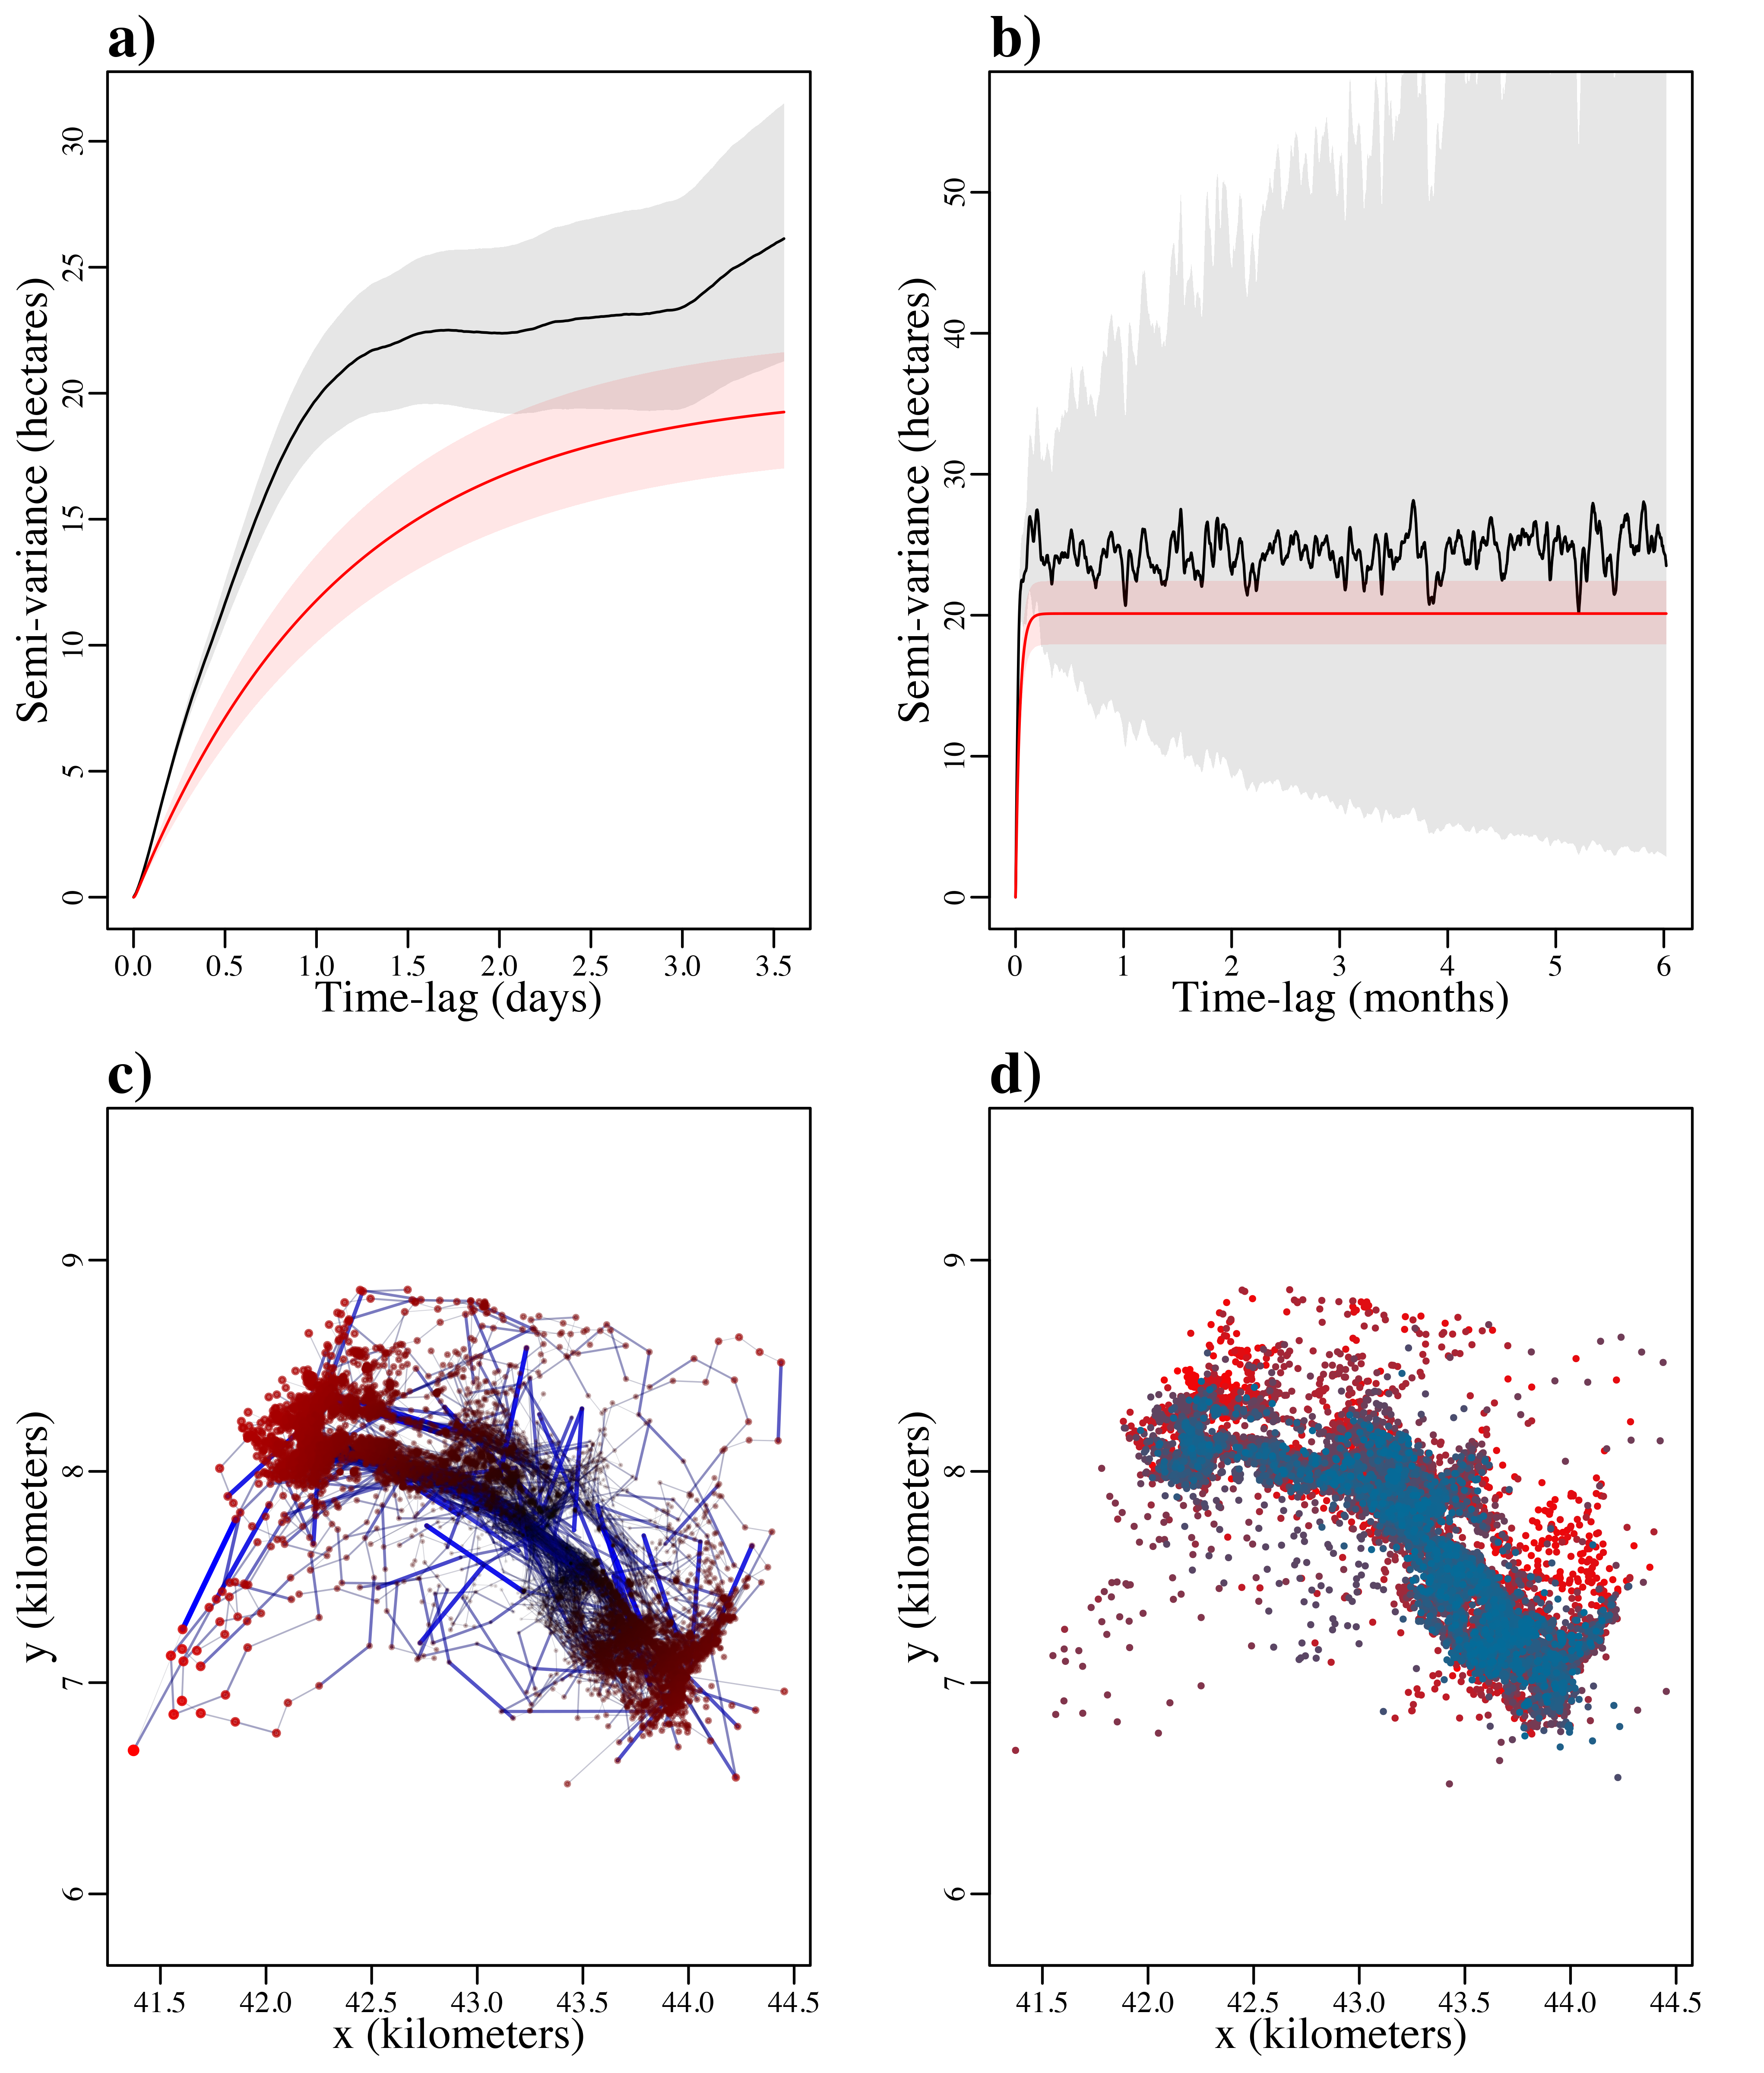 a)
Semi-variance (hectares)
30
25
20
15
10
5
0
0.0 0.5 1.0 1.5 2.0 2.5 3.0 3.5
Time-lag (days)
b)
Semi-variance (hectares)
50
40
30
20
10
0
0 1 2 3 4 5 6
Time-lag (months)
c)
y (kilometers)
9
8
7
6
41.5 42.0 42.5 43.0 43.5 44.0 44.5
x (kilometers)
d)
y (kilometers)
9
8
7
6
41.5 42.0 42.5 43.0 43.5 44.0 44.5
x (kilometers)